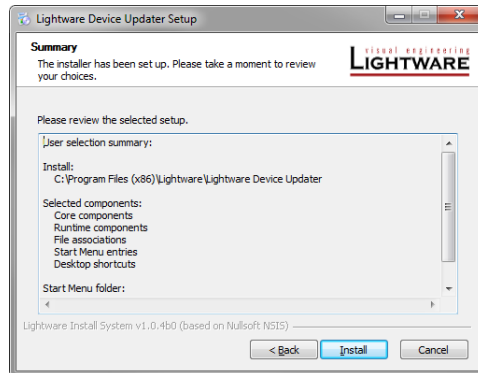 Lightware Device Updater Setup
Summary
The installer has been set up. Please take a moment to review
your choices.
visual engineering
LIGHTWARE
Please review the selected setup.
User selection summary:
Install:
C:\Program Files (x86)\Lightware\Lightware Device Updater
Selected components:
Core components
Runtime components
File associations
Start Menu entries
Desktop shortcuts
Start Menu folder:
Lightware Install System v1.0.4b0 (based on Nullsoft NSIS)
< Back
Install
Cancel